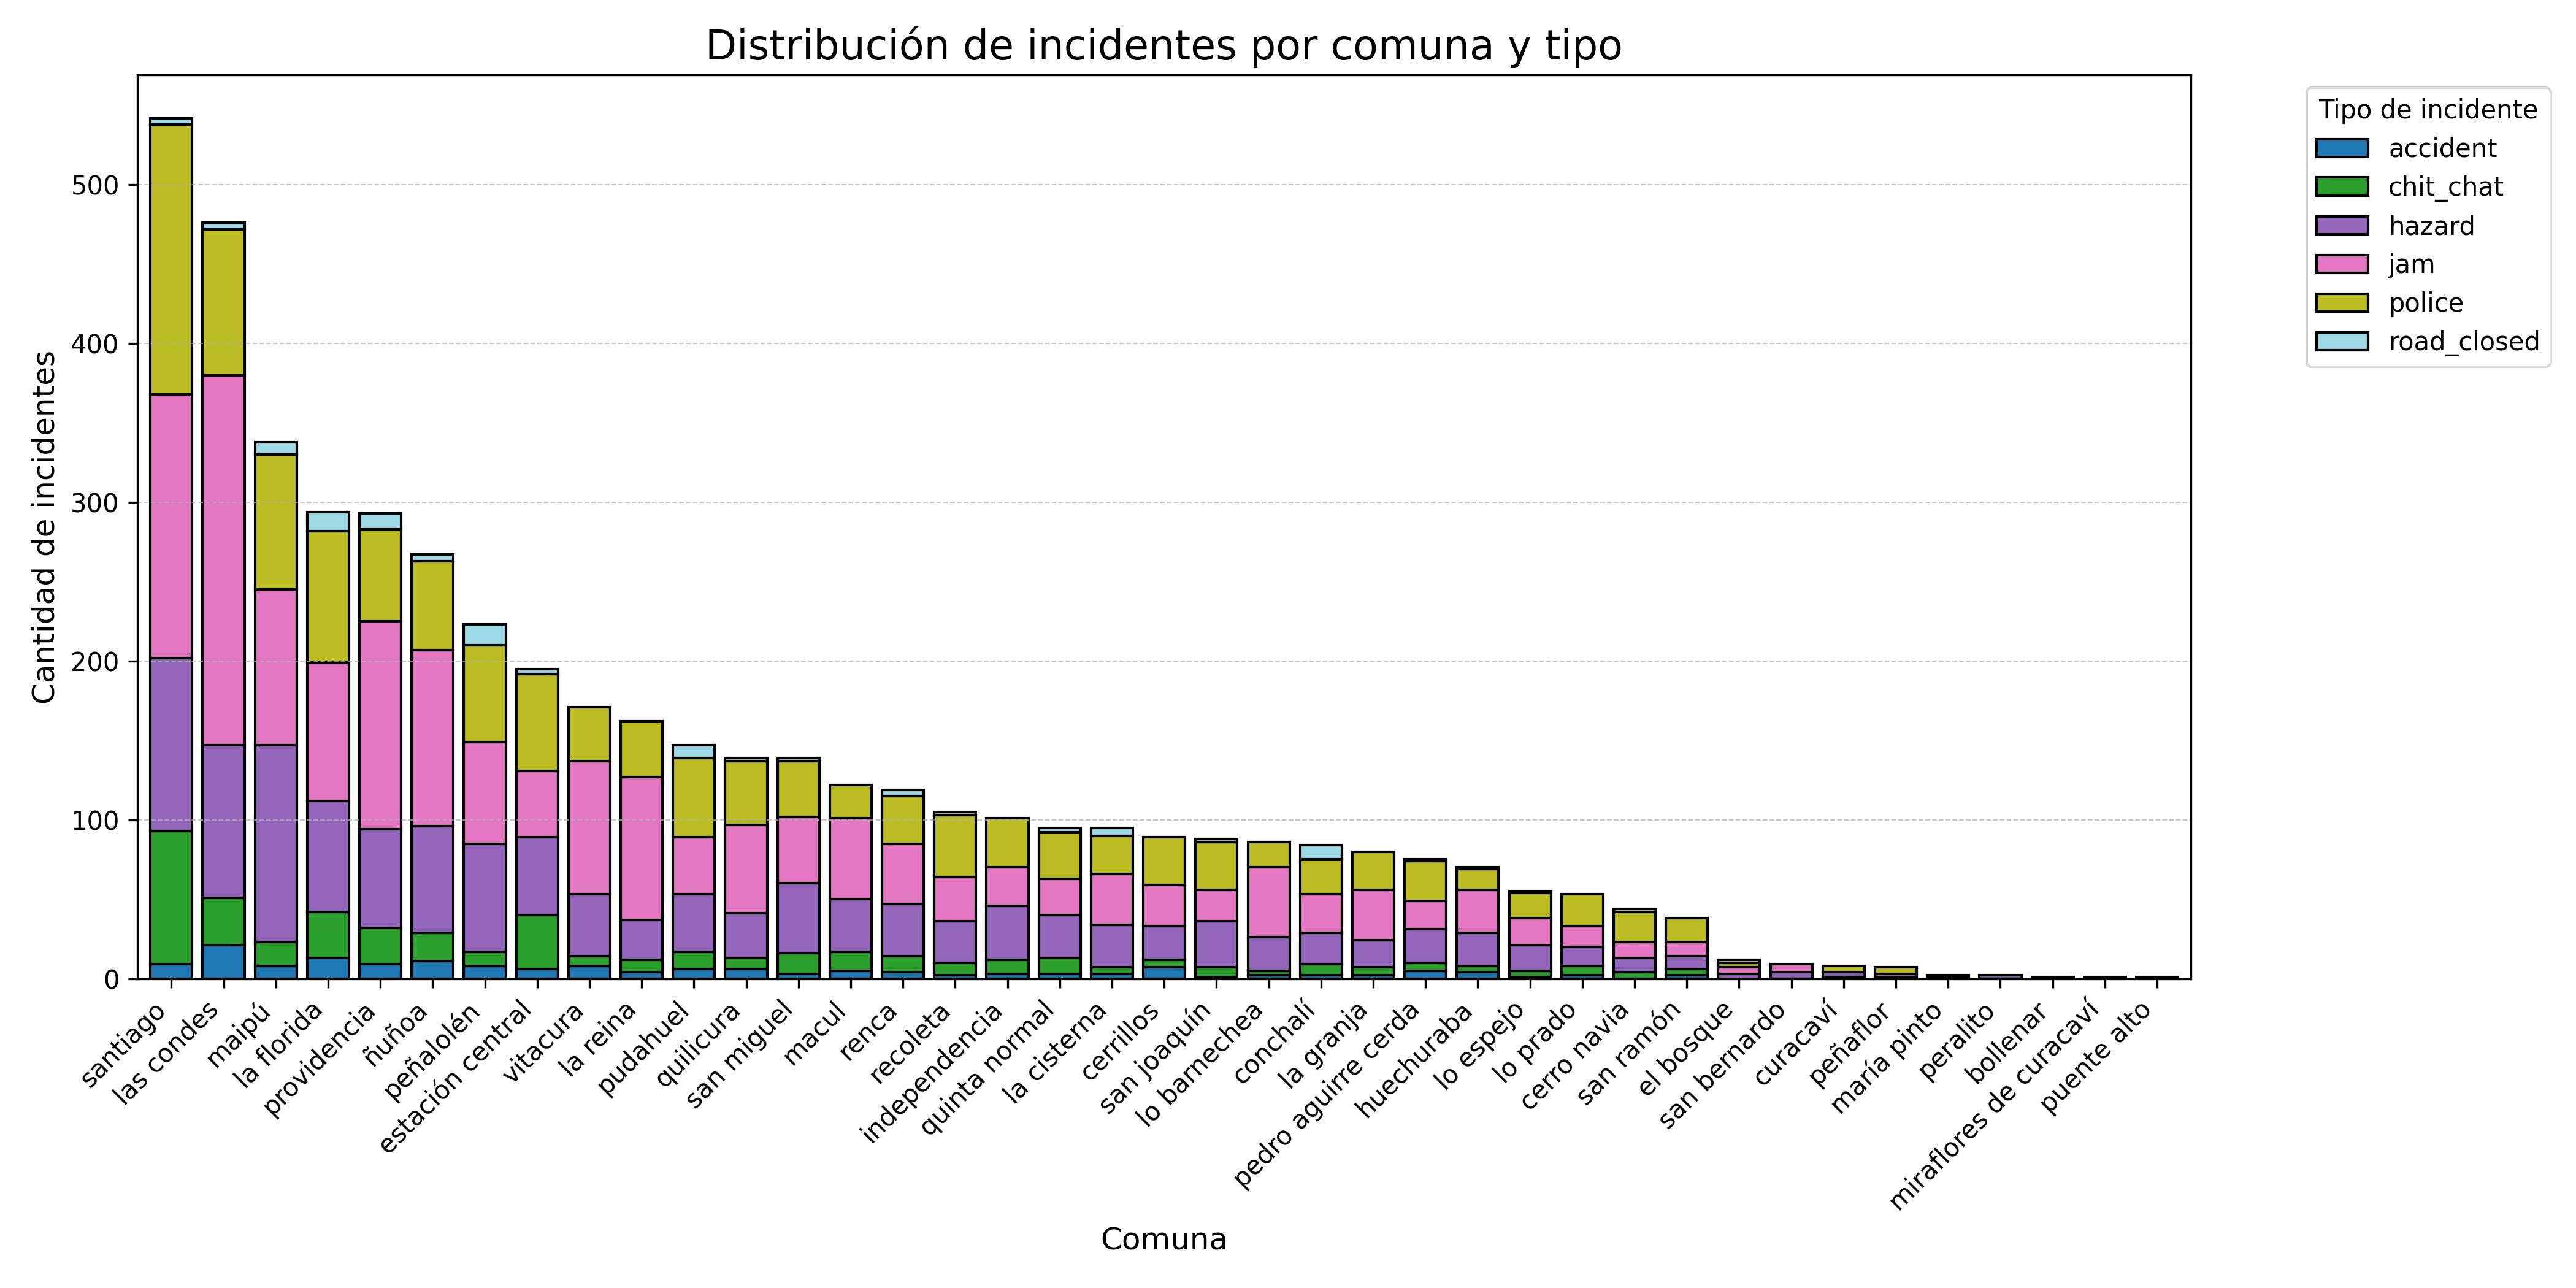 Distribución de incidentes por comuna y tipo
Tipo de incidente
accident
chit_chat
hazard
jam
police
road_closed
Cantidad de incidentes
500
400
300
200
100
0
santiago
las condes
maipú
la florida
providencia
ñuñoa
peñalolén
estación central
vitacura
la reina
pudahuel
quilicura
san miguel
macul
renca
recoleta
independencia
quinta normal
la cisterna
cerrillos
san joaquín
lo barnechea
conchalí
la granja
pedro aguirre cerda
huechuraba
lo espejo
lo prado
cerro navia
san ramón
el bosque
san bernardo
curacaví
peñaflor
maría pinto
peralito
bollenar
miraflores de curacaví
puente alto
Comuna